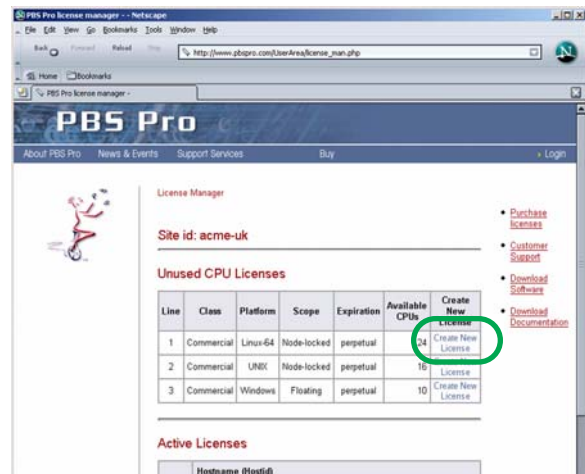 PBS Pro license manager - - Netscape
File Edit View Go Bookmarks Tools Window Help
Back Forward Reload Stop http://www.pbspro.com/UserArea/license_man.php
Home Bookmarks
PBS Pro license manager -
PBS Pro
About PBS Pro News & Events Support Services Buy Login
License Manager
Site id: acme-uk
Unused CPU Licenses
Line Class Platform Scope Expiration Available CPUs Create New License
1 Commercial Linux-64 Node-locked perpetual 24 Create New License
2 Commercial UNIX Node-locked perpetual 16 License
3 Commercial Windows Floating perpetual 10 Create New License
Active Licenses
Hostname (Hostid)
Purchase licenses
Customer Support
Download Software
Download Documentation